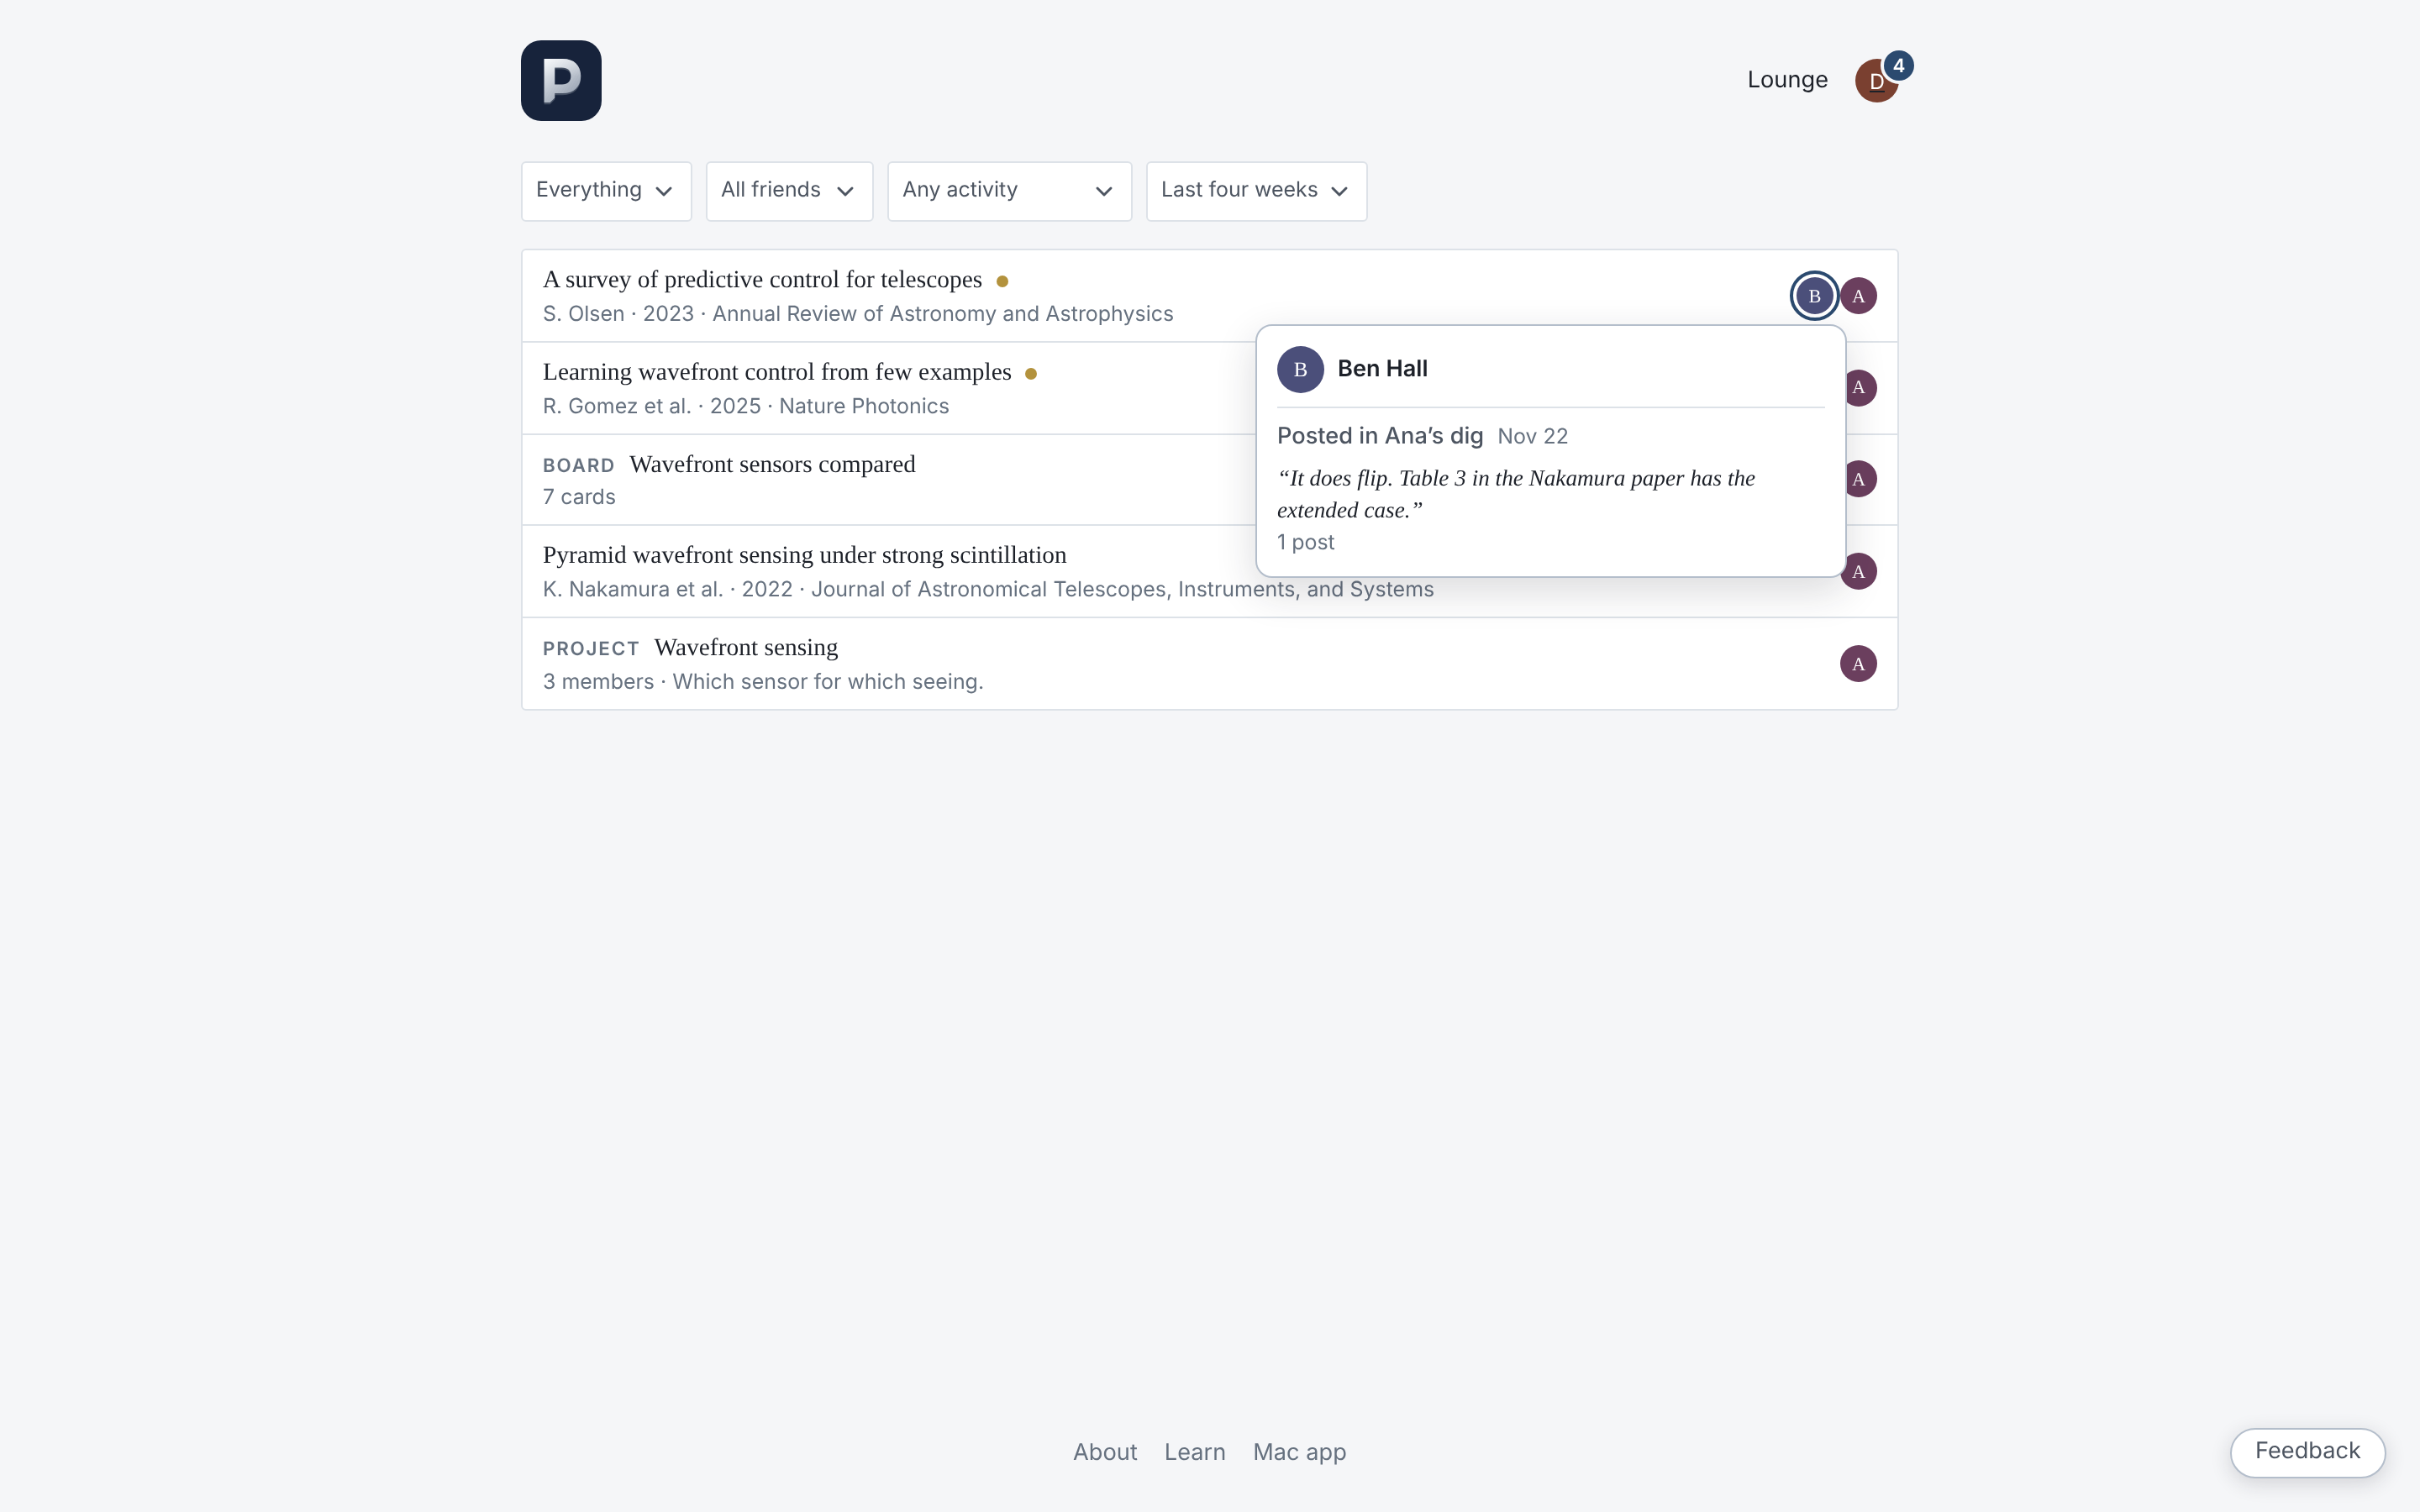 P
Lounge
D
4
Everything
All friends
Any activity
Last four weeks
A survey of predictive control for telescopes
S. Olsen · 2023 · Annual Review of Astronomy and Astrophysics
B
A
Learning wavefront control from few examples
R. Gomez et al. · 2025 · Nature Photonics
A
B
Ben Hall
Posted in Ana’s dig Nov 22
“It does flip. Table 3 in the Nakamura paper has the
extended case.”
1 post
BOARD Wavefront sensors compared
7 cards
A
Pyramid wavefront sensing under strong scintillation
K. Nakamura et al. · 2022 · Journal of Astronomical Telescopes, Instruments, and Systems
A
PROJECT Wavefront sensing
3 members · Which sensor for which seeing.
A
About
Learn
Mac app
Feedback